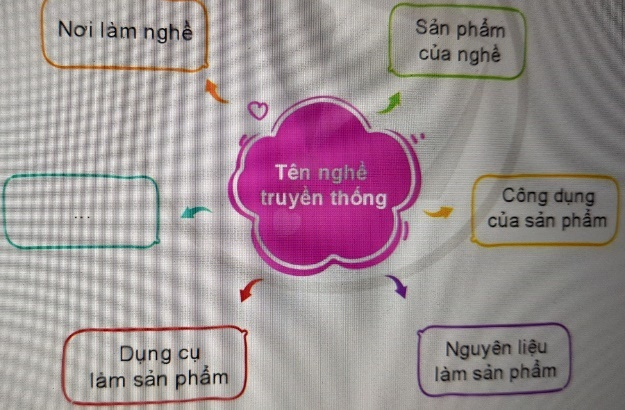 Nơi làm nghề
Sản phẩm
của nghề
Tên nghề
truyền thống
...
Công dụng
của sản phẩm
Dụng cụ
làm sản phẩm
Nguyên liệu
làm sản phẩm